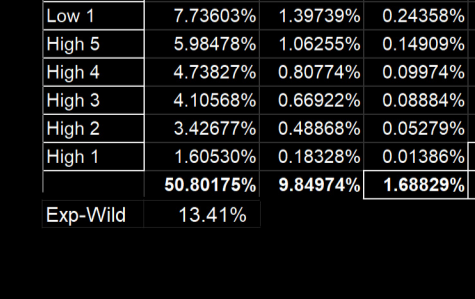 Low 1 7.73603% 1.39739% 0.24358%
High 5 5.98478% 1.06255% 0.14909%
High 4 4.73827% 0.80774% 0.09974%
High 3 4.10568% 0.66922% 0.08884%
High 2 3.42677% 0.48868% 0.05279%
High 1 1.60530% 0.18328% 0.01386%
50.80175% 9.84974% 1.68829%
Exp-Wild 13.41%